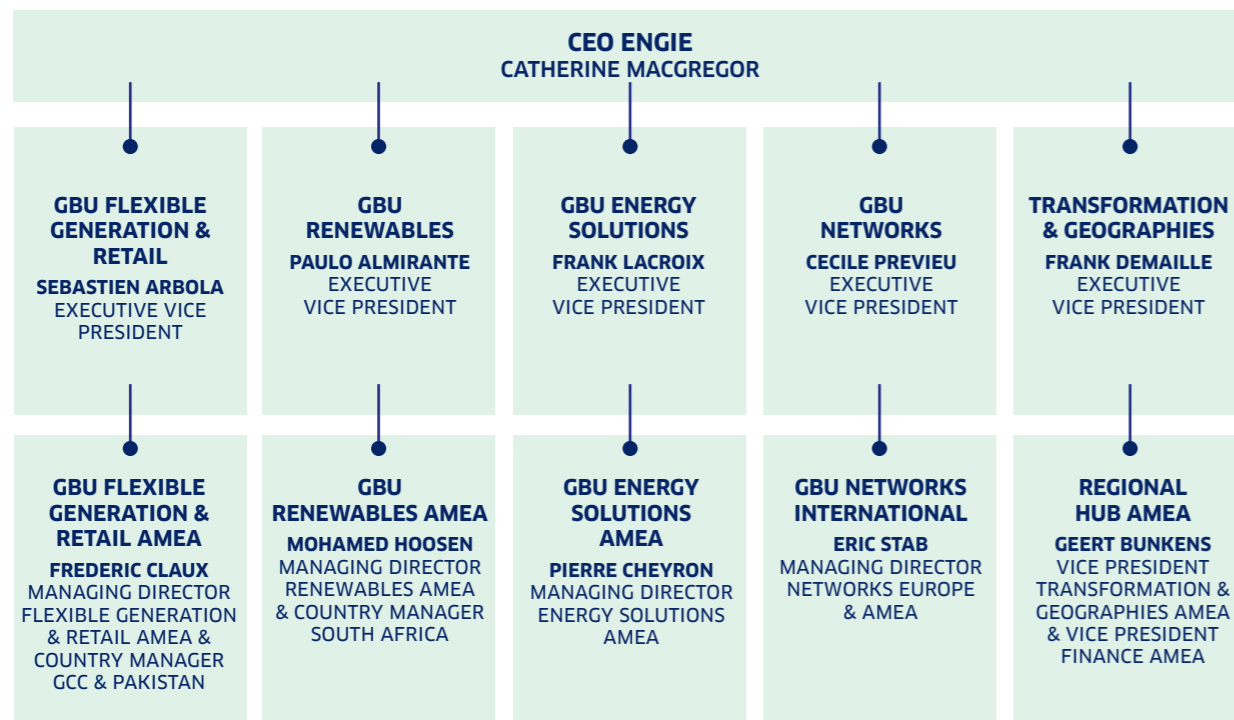 CEO ENGIE
CATHERINE MACGREGOR
GBU FLEXIBLE
GENERATION &
RETAIL
SEBASTIEN ARBOLA
EXECUTIVE VICE
PRESIDENT
GBU
RENEWABLES
PAULO ALMIRANTE
EXECUTIVE
VICE PRESIDENT
GBU ENERGY
SOLUTIONS
FRANK LACROIX
EXECUTIVE
VICE PRESIDENT
GBU
NETWORKS
CECILE PREVIEU
EXECUTIVE
VICE PRESIDENT
TRANSFORMATION
& GEOGRAPHIES
FRANK DEMAILLE
EXECUTIVE
VICE PRESIDENT
GBU FLEXIBLE
GENERATION &
RETAIL AMEA
FREDERIC CLAUX
MANAGING DIRECTOR
FLEXIBLE GENERATION
& RETAIL AMEA &
COUNTRY MANAGER
GCC & PAKISTAN
GBU
RENEWABLES AMEA
MOHAMED HOOSEN
MANAGING DIRECTOR
RENEWABLES AMEA
& COUNTRY MANAGER
SOUTH AFRICA
GBU ENERGY
SOLUTIONS
AMEA
PIERRE CHEYRON
MANAGING DIRECTOR
ENERGY SOLUTIONS
AMEA
GBU NETWORKS
INTERNATIONAL
ERIC STAB
MANAGING DIRECTOR
NETWORKS EUROPE
& AMEA
REGIONAL
HUB AMEA
GEERT BUNKENS
VICE PRESIDENT
TRANSFORMATION &
GEOGRAPHIES AMEA
& VICE PRESIDENT
FINANCE AMEA